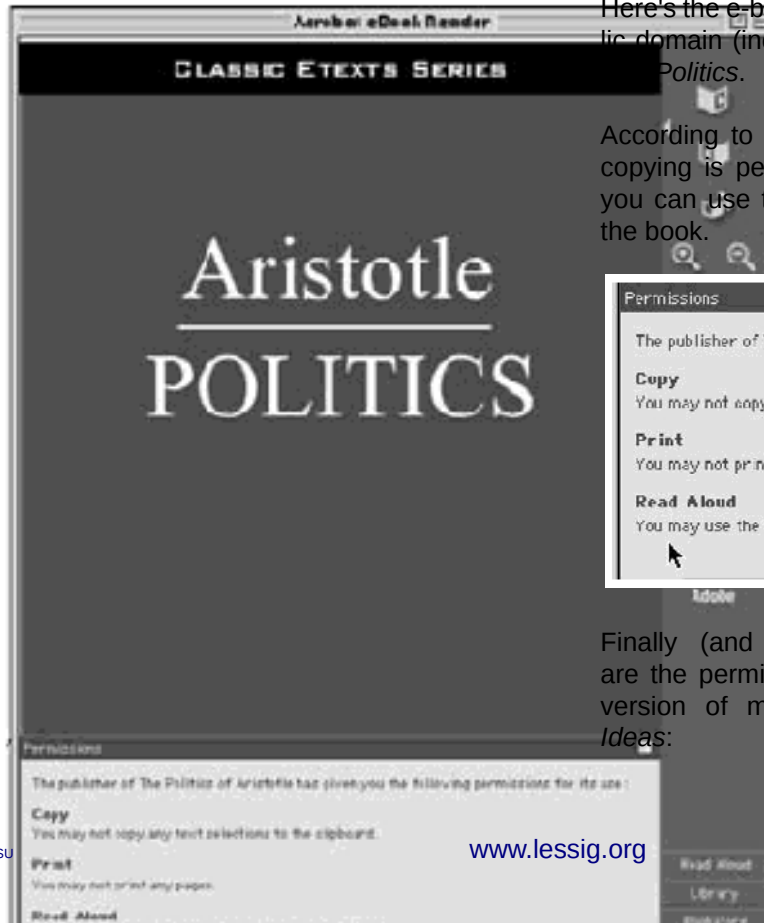 Here's the e-b
Acrobat eBook Reader
lic domain (in
CLASSIC ETEXTS SERIES
Politics.
According to
copying is pe
you can use t
the book.
Aristotle
POLITICS
Permissions
The publisher of
Copy
You may not copy
Print
You may not prin
Read Aloud
You may use the
Adobe
Finally (and
are the permi
version of m
Ideas:
Permissions
The publisher of The Politics of Aristotle has given you the following permissions for its use:
Copy
You may not copy any text selections to the clipboard.
su
www.lessig.org
Print
You may not print any pages.
Read Aloud
Read Aloud
Library
Bookstore